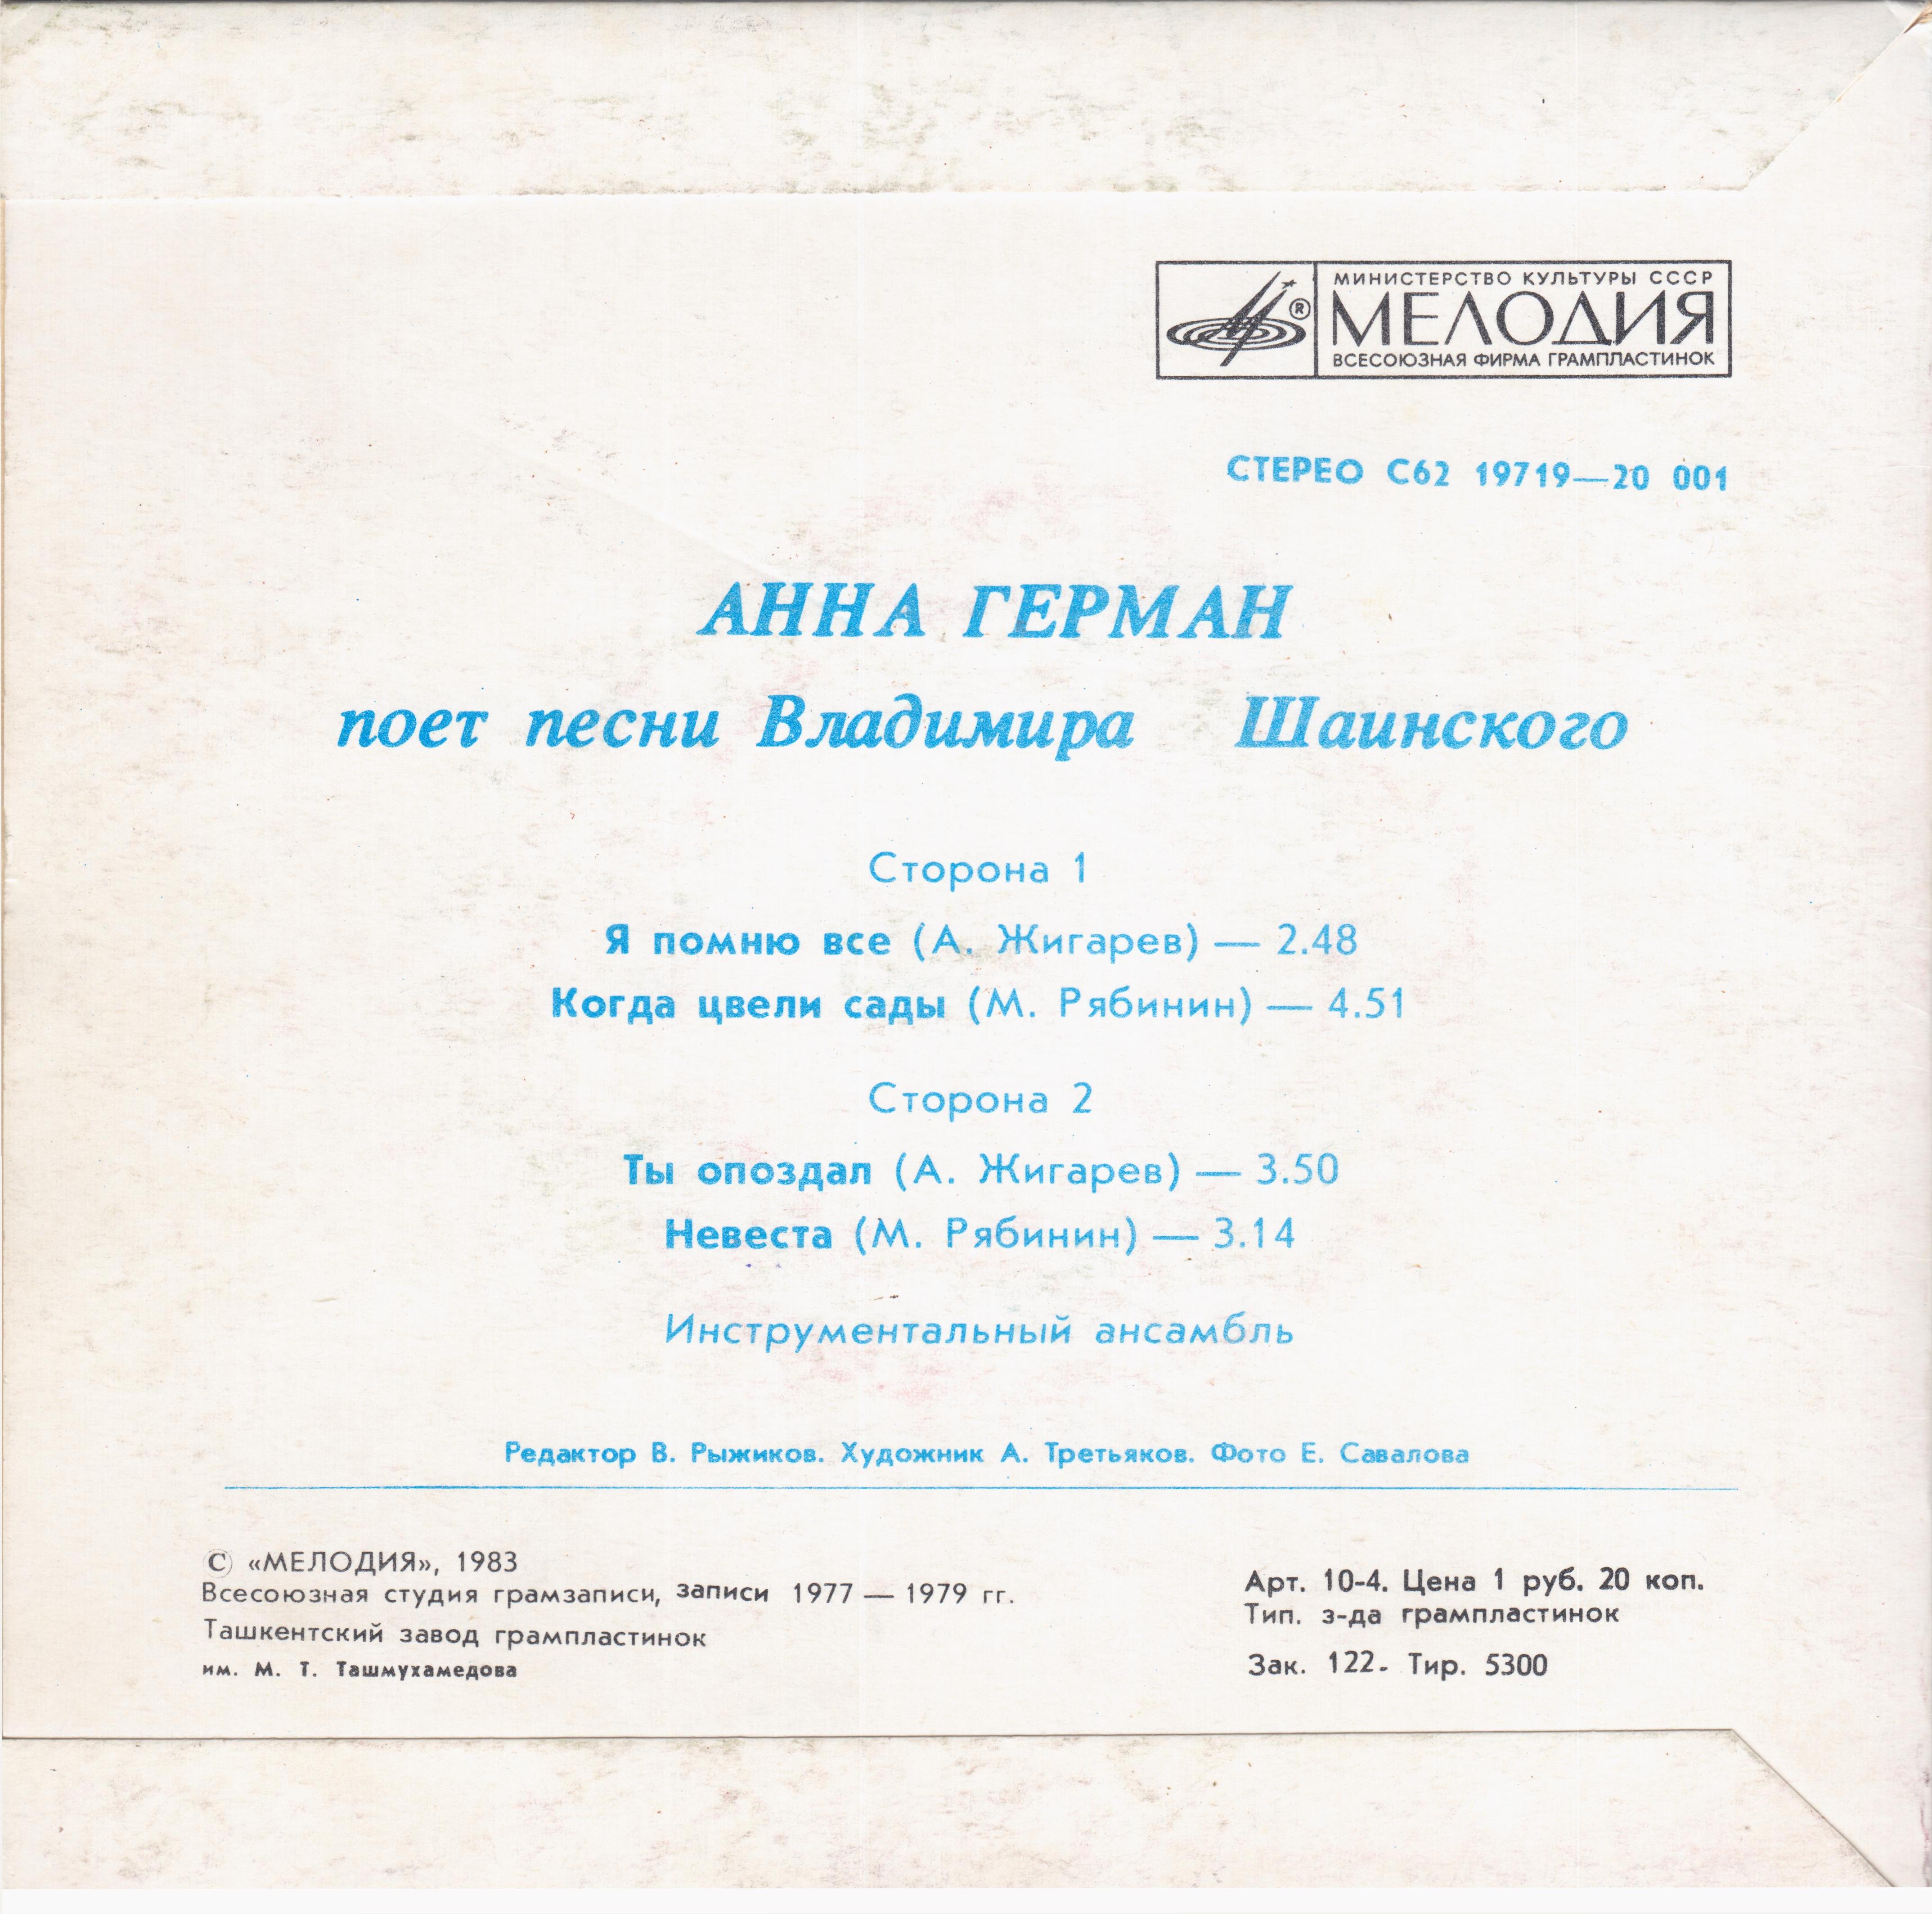 МИНИСТЕРСТВО КУЛЬТУРЫ СССР
МЕЛОДИЯ
ВСЕСОЮЗНАЯ ФИРМА ГРАМПЛАСТИНОК
®
СТЕРЕО С62 19719—20 001
АННА ГЕРМАН
поет песни Владимира Шаинского
Сторона 1
Я помню все (А. Жигарев) — 2.48
Когда цвели сады (М. Рябинин) — 4.51
Сторона 2
Ты опоздал (А. Жигарев) — 3.50
Невеста (М. Рябинин) — 3.14
Инструментальный ансамбль
Редактор В. Рыжиков. Художник А. Третьяков. Фото Е. Савалова
© «МЕЛОДИЯ», 1983
Всесоюзная студия грамзаписи, записи 1977 — 1979 гг.
Ташкентский завод грампластинок
им. М. Т. Ташмухамедова
Арт. 10-4. Цена 1 руб. 20 коп.
Тип. з-да грампластинок
Зак. 122. Тир. 5300